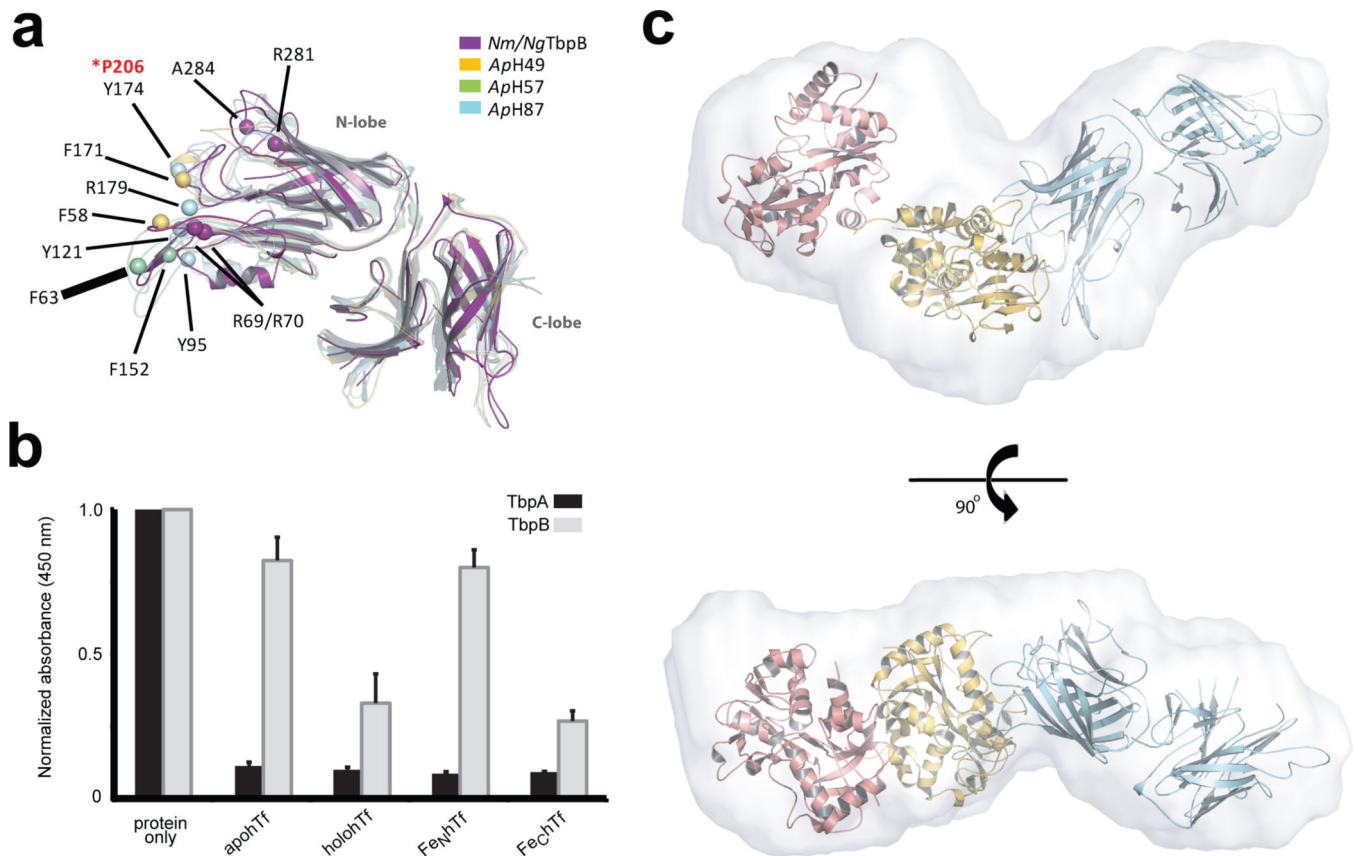 a
*P206
Y174
A284
R281
F171
R179
F58
Y121
F63
F152
Y95
R69/R70
N-lobe
C-lobe
Nm/NgTbpB
ApH49
ApH57
ApH87
b
Normalized absorbance (450 nm)
1.0
0.5
0
TbpA
TbpB
protein
only
apohTf
holohTf
FeNhTf
FeChTf
c
90o